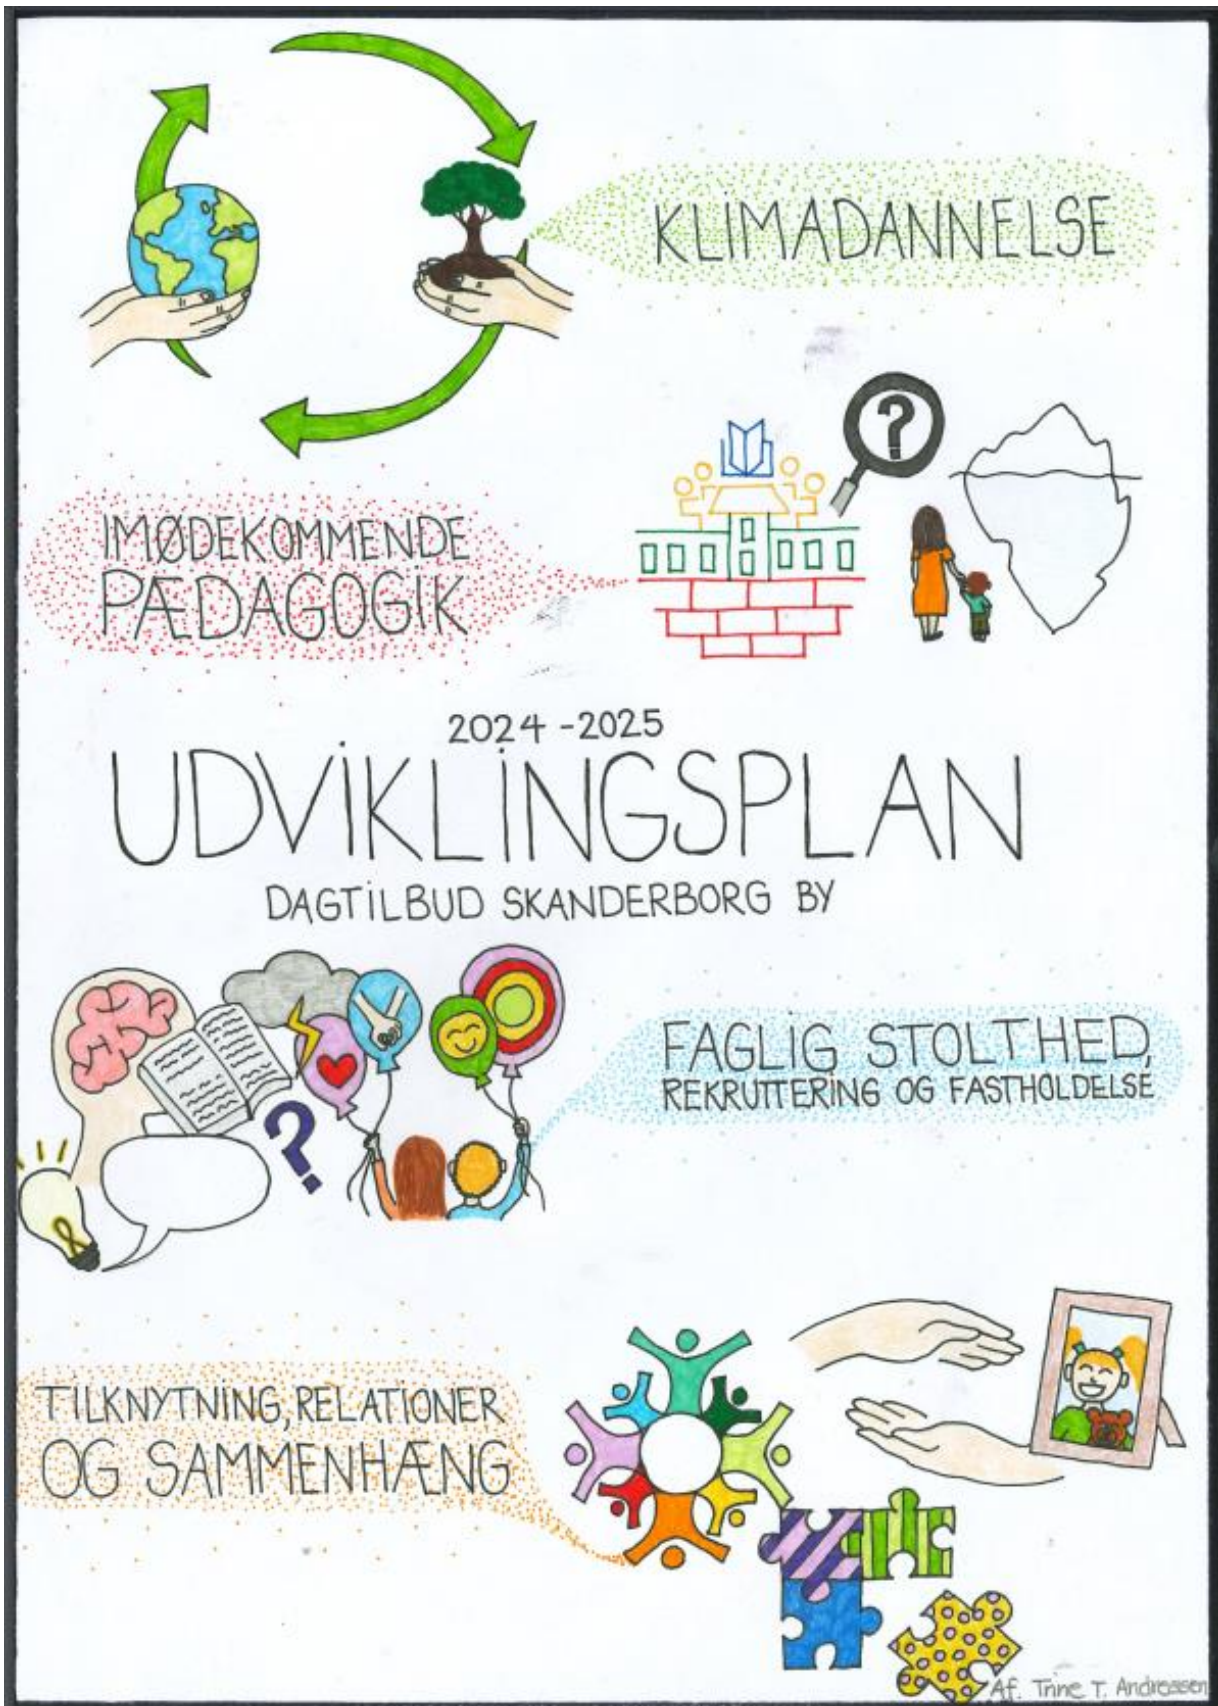 KLIMADANNELSE
IMØDEKOMMENDE
PÆDAGOGIK
2024-2025
UDVIKLINGSPLAN
DAGTILBUD SKANDERBORG BY
FAGLIG STOLTHED,
REKRUTTERING OG FASTHOLDELSE
TILKNYTNING, RELATIONER
OG SAMMENHÆNG
Af. Trine T. Andreasen